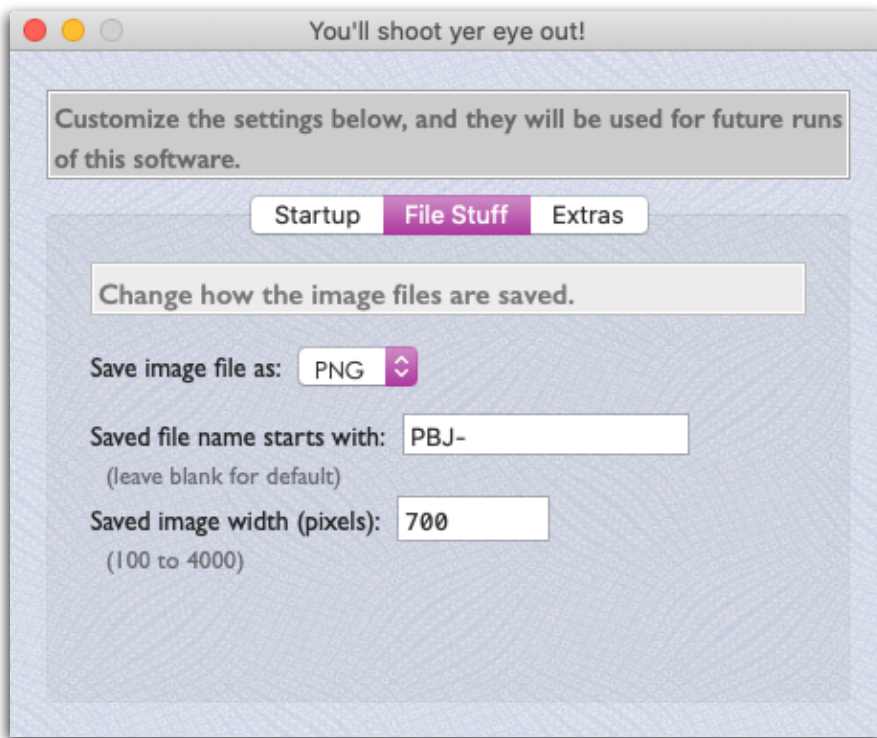 You'll shoot yer eye out!
Customize the settings below, and they will be used for future runs
of this software.
Startup File Stuff Extras
Change how the image files are saved.
Save image file as: PNG
Saved file name starts with: PBJ-
(leave blank for default)
Saved image width (pixels): 700
(100 to 4000)